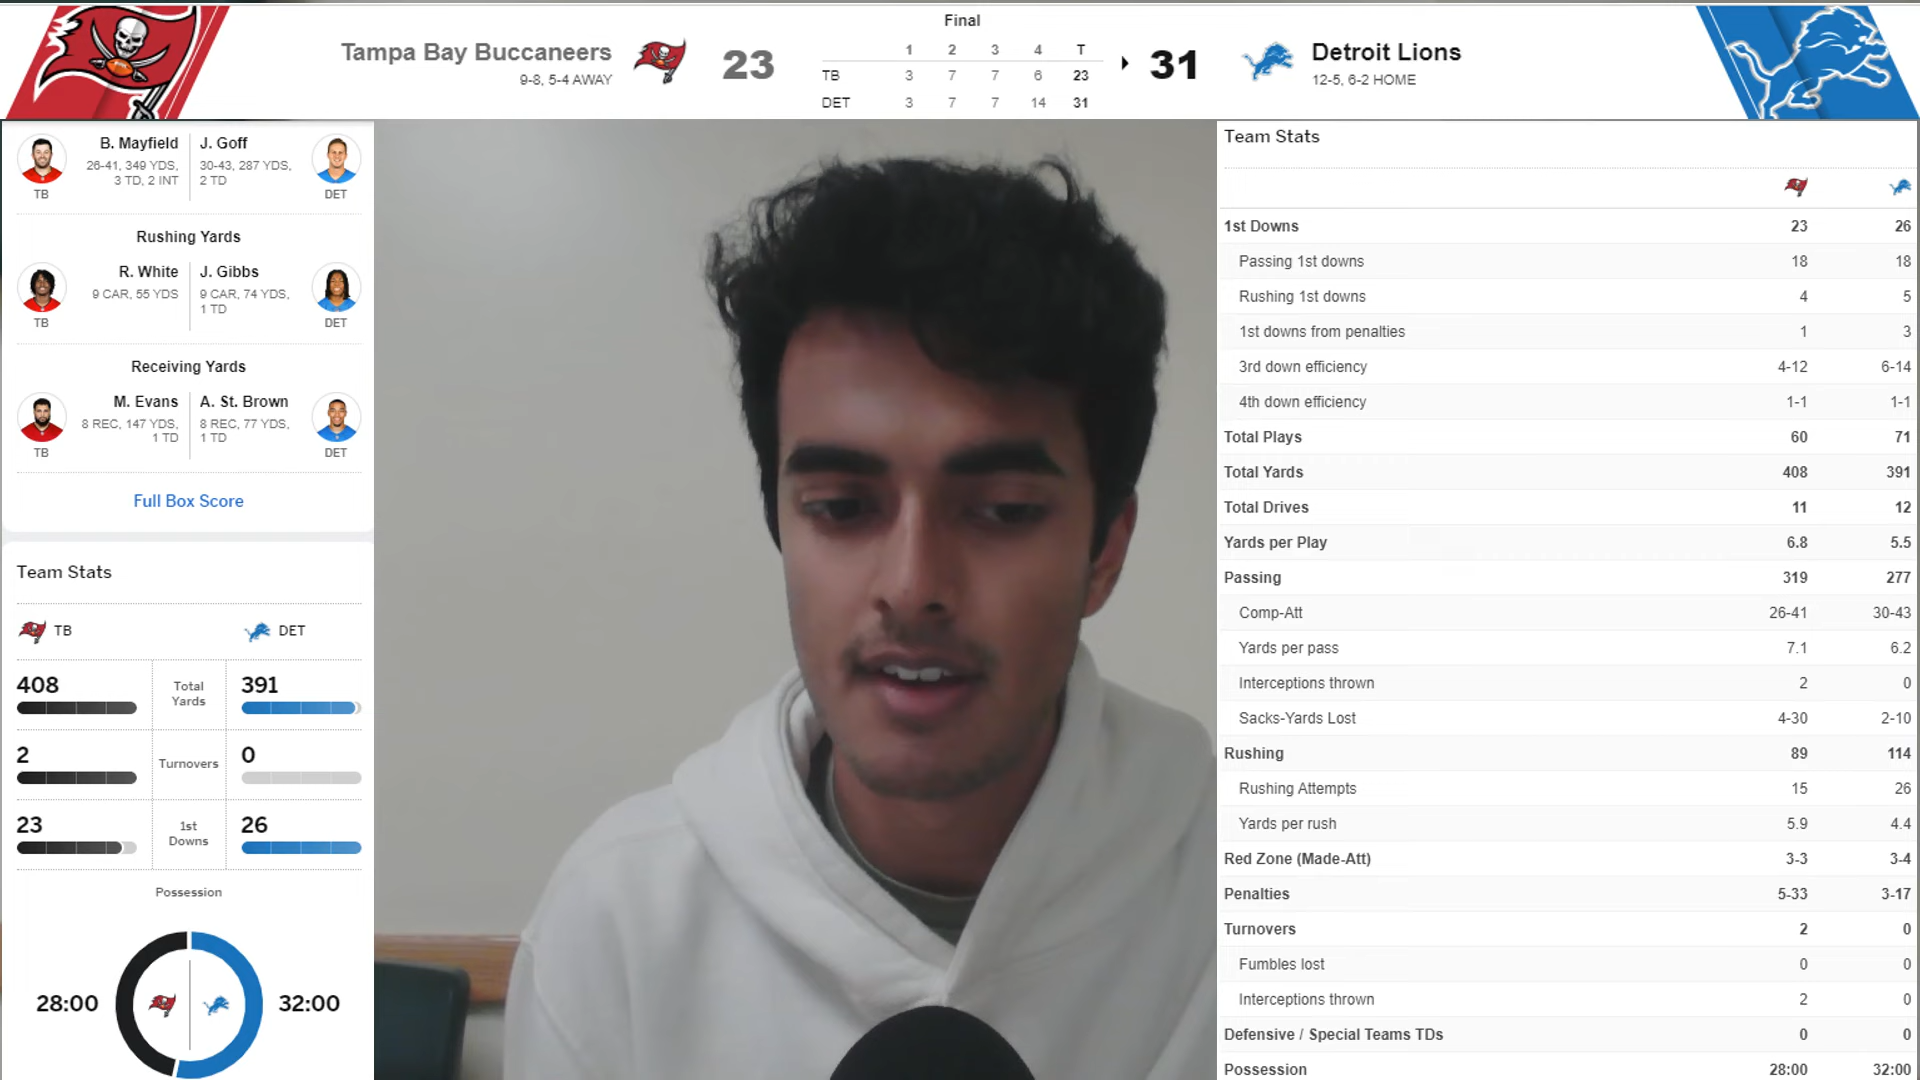 Final
Tampa Bay Buccaneers
9-8, 5-4 AWAY
23
1 2 3 4 T
TB 3 7 7 6 23
DET 3 7 7 14 31
31
Detroit Lions
12-5, 6-2 HOME
B. Mayfield J. Goff
26-41, 349 YDS, 30-43, 287 YDS,
3 TD, 2 INT 2 TD
TB DET
Rushing Yards
R. White J. Gibbs
9 CAR, 55 YDS 9 CAR, 74 YDS,
1 TD
TB DET
Receiving Yards
M. Evans A. St. Brown
8 REC, 147 YDS, 8 REC, 77 YDS,
1 TD 1 TD
TB DET
Full Box Score
Team Stats
TB DET
408 Total Yards 391
2 Turnovers 0
23 1st Downs 26
Possession
28:00 32:00
Team Stats
1st Downs 23 26
Passing 1st downs 18 18
Rushing 1st downs 4 5
1st downs from penalties 1 3
3rd down efficiency 4-12 6-14
4th down efficiency 1-1 1-1
Total Plays 60 71
Total Yards 408 391
Total Drives 11 12
Yards per Play 6.8 5.5
Passing 319 277
Comp-Att 26-41 30-43
Yards per pass 7.1 6.2
Interceptions thrown 2 0
Sacks-Yards Lost 4-30 2-10
Rushing 89 114
Rushing Attempts 15 26
Yards per rush 5.9 4.4
Red Zone (Made-Att) 3-3 3-4
Penalties 5-33 3-17
Turnovers 2 0
Fumbles lost 0 0
Interceptions thrown 2 0
Defensive / Special Teams TDs 0 0
Possession 28:00 32:00